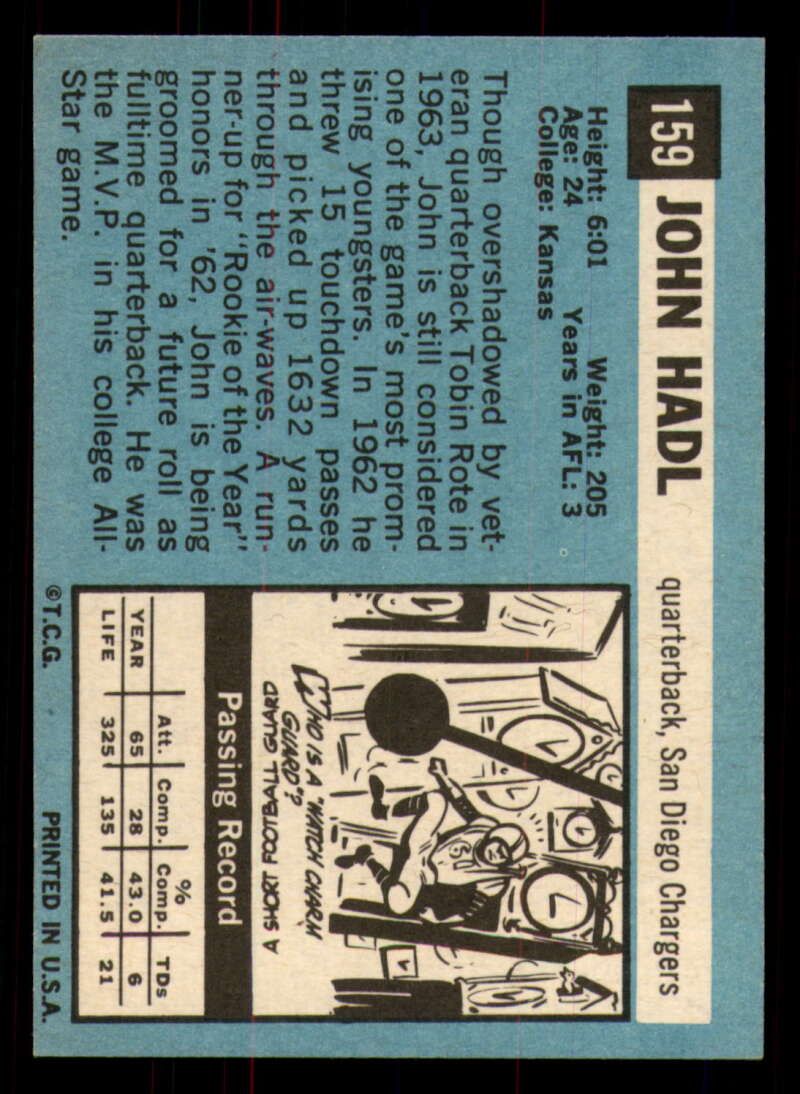 159 JOHN HADL quarterback, San Diego Chargers
Height: 6:01 Weight: 205
Age: 24 Years in AFL: 3
College: Kansas
Though overshadowed by vet-
eran quarterback Tobin Rote in
1963, John is still considered
one of the game's most prom-
ising youngsters. In 1962 he
threw 15 touchdown passes
and picked up 1632 yards
through the air-waves. A run-
ner-up for "Rookie of the Year"
honors in '62, John is being
groomed for a future roll as
fulltime quarterback. He was
the M.V.P. in his college All-
Star game.
WHO IS A "WATCH CHARM
GUARD"?
A SHORT FOOTBALL GUARD
Passing Record
Att. Comp. % Comp. TDs
YEAR 65 28 43.0 6
LIFE 325 135 41.5 21
©T.C.G. PRINTED IN U.S.A.